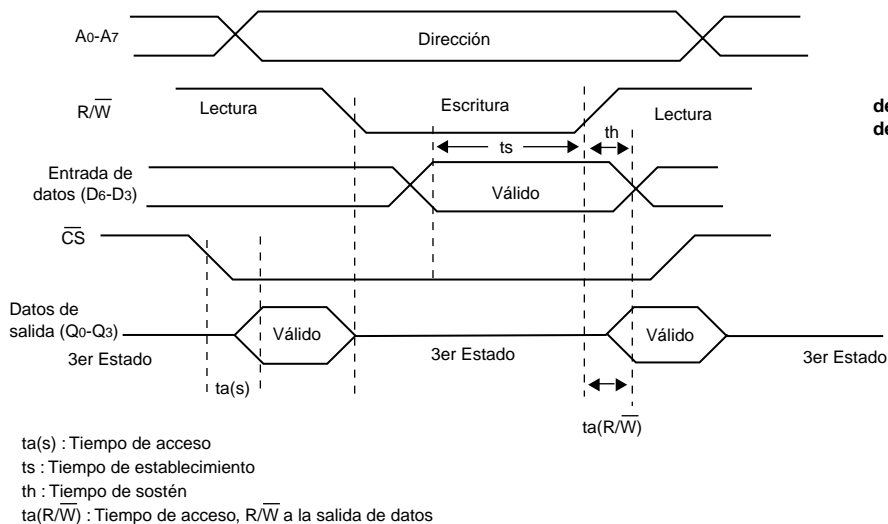 A0-A7
Dirección
R/W̅
Lectura
Escritura
Lectura
de
de
ts
th
Entrada de
datos (D6-D3)
Válido
C̅S̅
Datos de
salida (Q0-Q3)
Válido
Válido
3er Estado
3er Estado
3er Estado
ta(s)
ta(R/W̅)
ta(s) : Tiempo de acceso
ts : Tiempo de establecimiento
th : Tiempo de sostén
ta(R/W̅) : Tiempo de acceso, R/W̅ a la salida de datos